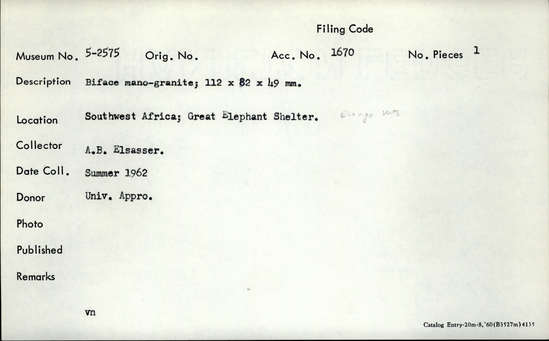 Filing Code
Museum No. 5-2575 Orig. No. Acc. No. 1670 No. Pieces 1
Description Biface mano-granite; 112 x 82 x 49 mm.
Location Southwest Africa; Great Elephant Shelter.
Collector A.B. Elsasser.
Date Coll. Summer 1962
Donor Univ. Appro.
Photo
Published
Remarks
vn
Catalog Entry-20m-8,'60(B3527m)4135